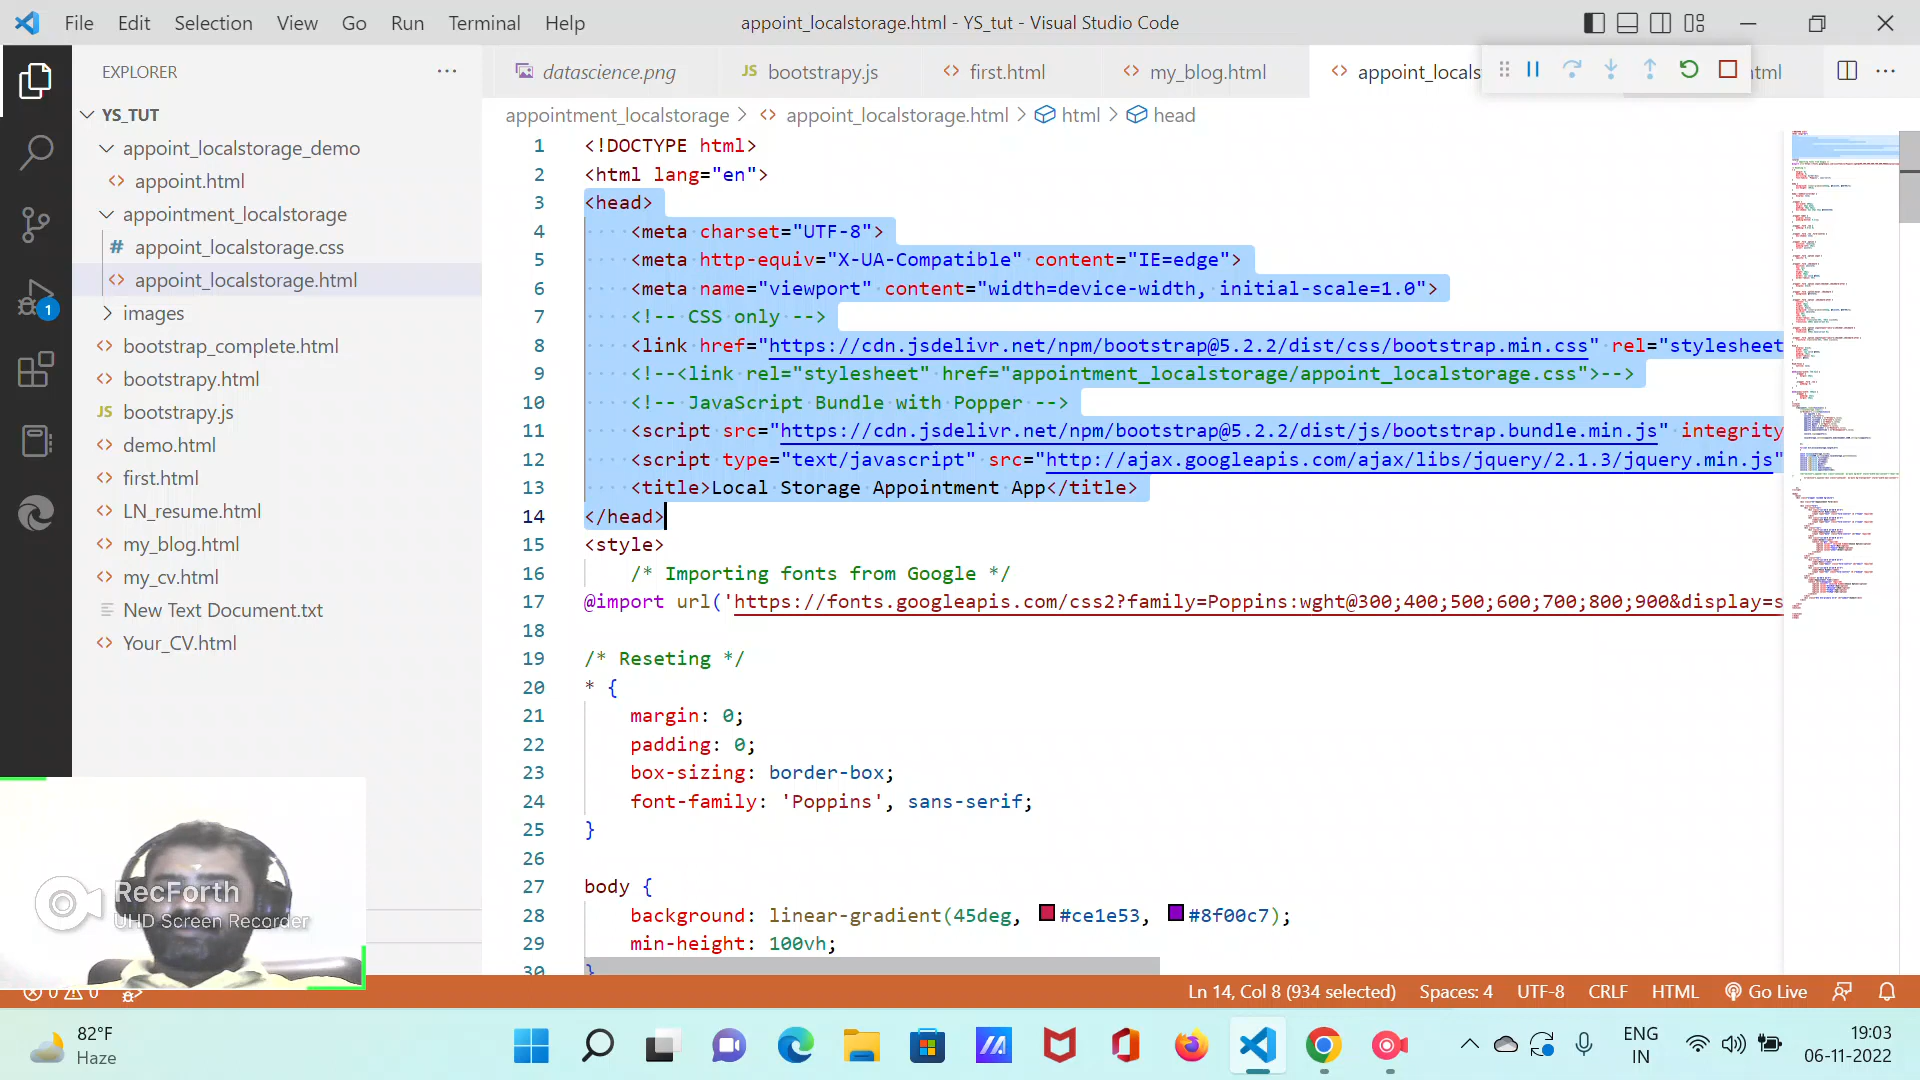 File Edit Selection View Go Run Terminal Help
appoint_localstorage.html - YS_tut - Visual Studio Code
EXPLORER
YS_TUT
appoint_localstorage_demo
appoint.html
appointment_localstorage
appoint_localstorage.css
appoint_localstorage.html
images
bootstrap_complete.html
bootstrapy.html
JS bootstrapy.js
demo.html
first.html
LN_resume.html
my_blog.html
my_cv.html
New Text Document.txt
Your_CV.html
1
datascience.png
JS bootstrapy.js
first.html
my_blog.html
appoint_locals
html
appointment_localstorage > appoint_localstorage.html > html > head
1 <!DOCTYPE html>
2 <html lang="en">
3 <head>
4 <meta charset="UTF-8">
5 <meta http-equiv="X-UA-Compatible" content="IE=edge">
6 <meta name="viewport" content="width=device-width, initial-scale=1.0">
7 <!-- CSS only -->
8 <link href="https://cdn.jsdelivr.net/npm/bootstrap@5.2.2/dist/css/bootstrap.min.css" rel="stylesheet
9 <!--<link rel="stylesheet" href="appointment_localstorage/appoint_localstorage.css">-->
10 <!-- JavaScript Bundle with Popper -->
11 <script src="https://cdn.jsdelivr.net/npm/bootstrap@5.2.2/dist/js/bootstrap.bundle.min.js" integrity
12 <script type="text/javascript" src="http://ajax.googleapis.com/ajax/libs/jquery/2.1.3/jquery.min.js"
13 <title>Local Storage Appointment App</title>
14 </head>
15 <style>
16 /* Importing fonts from Google */
17 @import url('https://fonts.googleapis.com/css2?family=Poppins:wght@300;400;500;600;700;800;900&display=s
18
19 /* Reseting */
20 * {
21 margin: 0;
22 padding: 0;
23 box-sizing: border-box;
24 font-family: 'Poppins', sans-serif;
25 }
26
27 body {
28 background: linear-gradient(45deg, #ce1e53, #8f00c7);
29 min-height: 100vh;
30 }
RecForth
UHD Screen Recorder
0 0
Ln 14, Col 8 (934 selected) Spaces: 4 UTF-8 CRLF HTML Go Live
82°F
Haze
ENG
IN
19:03
06-11-2022